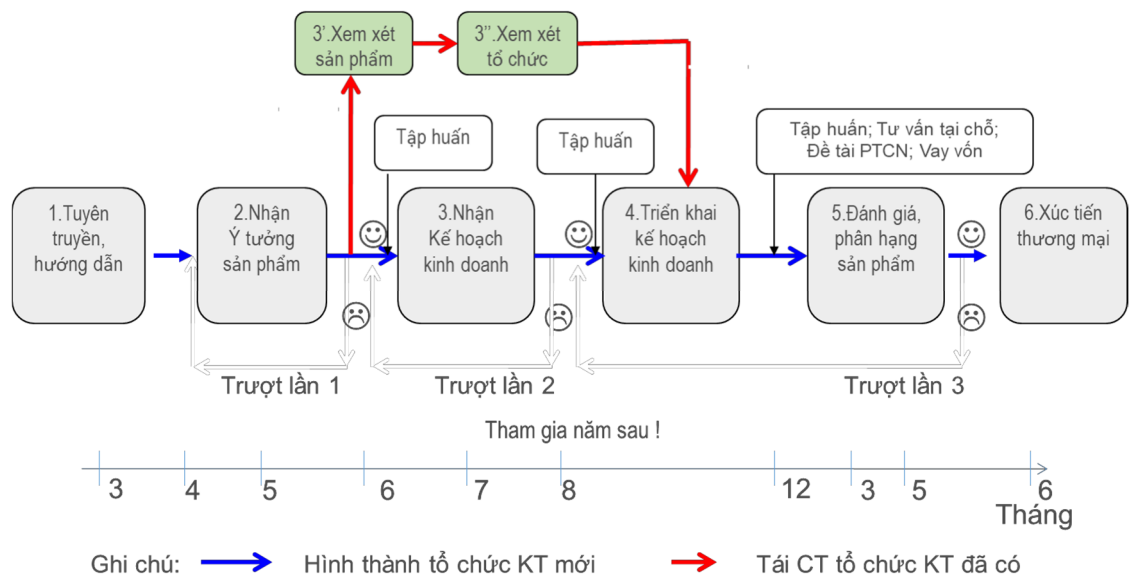 3'.Xem xét
sản phẩm
3''.Xem xét
tổ chức
Tập huấn
Tập huấn
Tập huấn; Tư vấn tại chỗ;
Đề tài PTCN; Vay vốn
1.Tuyên
truyền,
hướng dẫn
2.Nhận
Ý tưởng
sản phẩm
3.Nhận
Kế hoạch
kinh doanh
4.Triển khai
kế hoạch
kinh doanh
5.Đánh giá,
phân hạng
sản phẩm
6.Xúc tiến
thương mại
Trượt lần 1
Trượt lần 2
Trượt lần 3
Tham gia năm sau !
3 4 5 6 7 8 12 3 5 6
Tháng
Ghi chú: Hình thành tổ chức KT mới Tái CT tổ chức KT đã có